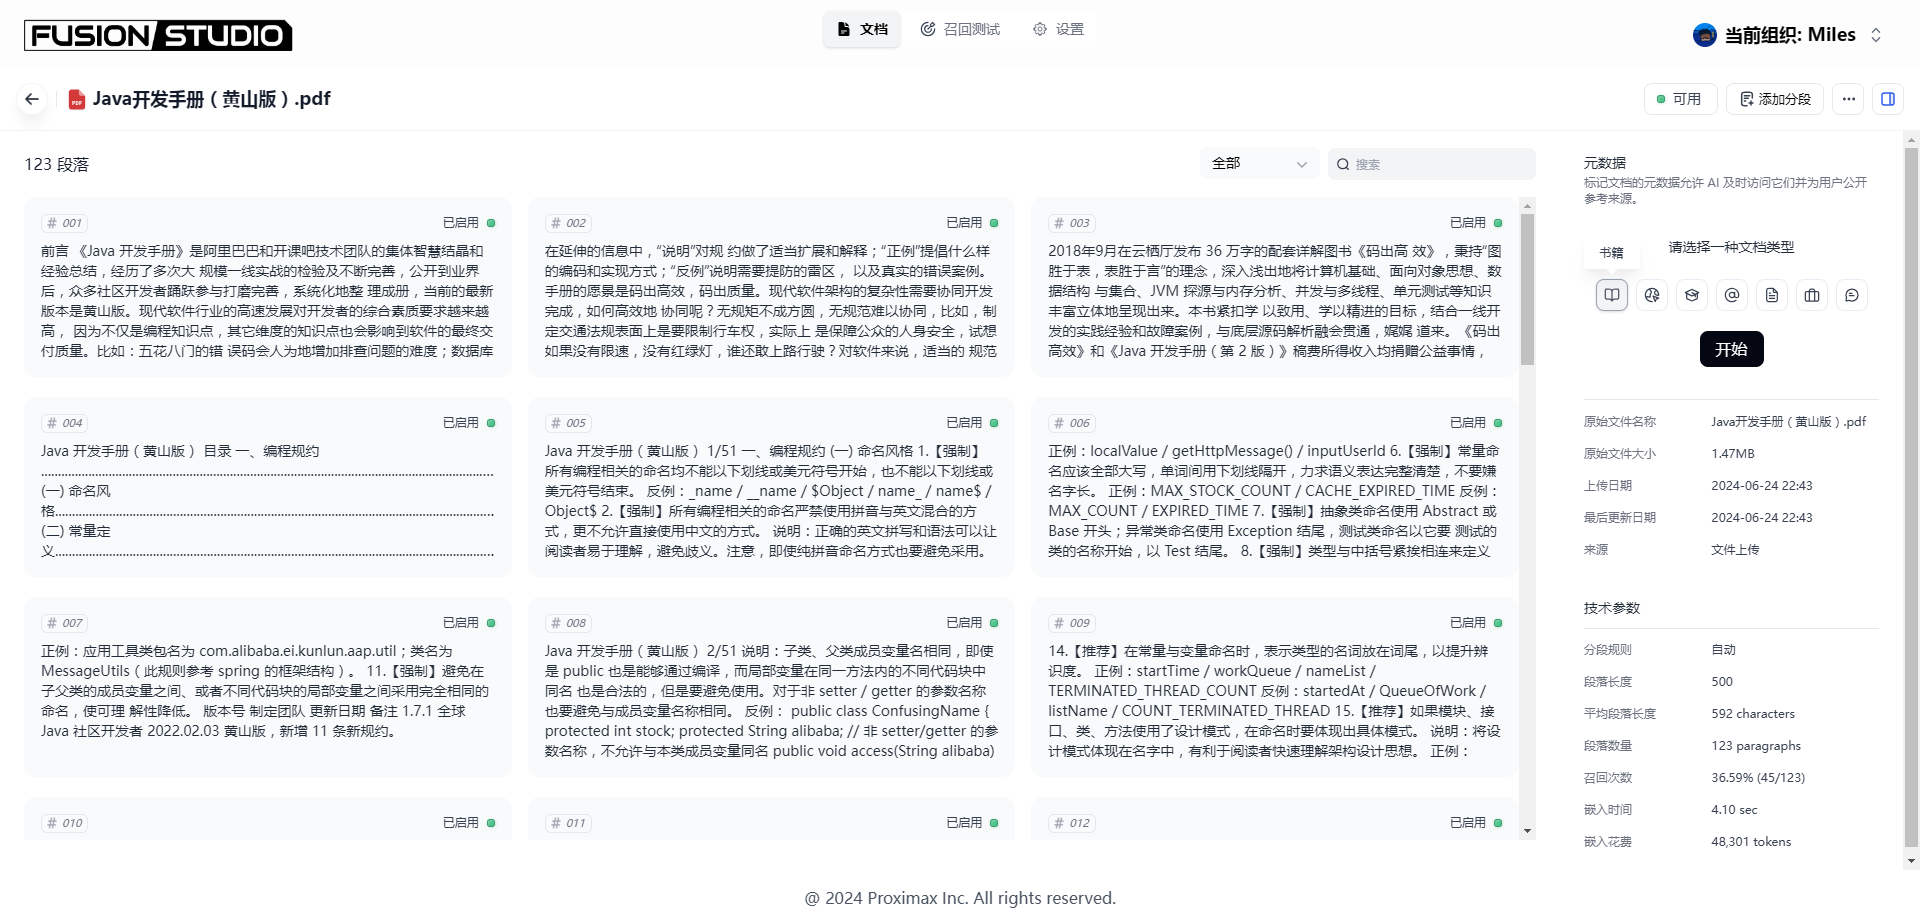 FUSION STUDIO
文档
召回测试
设置
当前组织: Miles
Java开发手册（黄山版）.pdf
可用
添加分段
123 段落
全部
搜索
# 001
已启用
前言 《Java 开发手册》是阿里巴巴和开课吧技术团队的集体智慧结晶和
经验总结，经历了多次大 规模一线实战的检验及不断完善，公开到业界
后，众多社区开发者踊跃参与打磨完善，系统化地整 理成册，当前的最新
版本是黄山版。现代软件行业的高速发展对开发者的综合素质要求越来越
高， 因为不仅是编程知识点，其它维度的知识点也会影响到软件的最终交
付质量。比如：五花八门的错 误码会人为地增加排查问题的难度；数据库
# 002
已启用
在延伸的信息中，“说明”对规 约做了适当扩展和解释；“正例”提倡什么样
的编码和实现方式；“反例”说明需要提防的雷区， 以及真实的错误案例。
手册的愿景是码出高效，码出质量。现代软件架构的复杂性需要协同开发
完成，如何高效地 协同呢？无规矩不成方圆，无规范难以协同，比如，制
定交通法规表面上是要限制行车权，实际上 是保障公众的人身安全，试想
如果没有限速，没有红绿灯，谁还敢上路行驶？对软件来说，适当的 规范
# 003
已启用
2018年9月在云栖厅发布 36 万字的配套详解图书《码出高 效》，秉持“图
胜于表，表胜于言”的理念，深入浅出地将计算机基础、面向对象思想、数
据结构 与集合、JVM 探源与内存分析、并发与多线程、单元测试等知识
丰富立体地呈现出来。本书紧扣学 以致用、学以精进的目标，结合一线开
发的实践经验和故障案例，与底层源码解析融会贯通，娓娓 道来。《码出
高效》和《Java 开发手册（第 2 版）》稿费所得收入均捐赠公益事情，
# 004
已启用
Java 开发手册（黄山版） 目录 一、编程规约
........................................................................................................................
(一) 命名风
格....................................................................................................................
(二) 常量定
义....................................................................................................................
# 005
已启用
Java 开发手册（黄山版） 1/51 一、编程规约 (一) 命名风格 1.【强制】
所有编程相关的命名均不能以下划线或美元符号开始，也不能以下划线或
美元符号结束。 反例：_name / __name / $Object / name_ / name$ /
Object$ 2.【强制】所有编程相关的命名严禁使用拼音与英文混合的方
式，更不允许直接使用中文的方式。 说明：正确的英文拼写和语法可以让
阅读者易于理解，避免歧义。注意，即使纯拼音命名方式也要避免采用。
# 006
已启用
正例：localValue / getHttpMessage() / inputUserId 6.【强制】常量命
名应该全部大写，单词间用下划线隔开，力求语义表达完整清楚，不要嫌
名字长。 正例：MAX_STOCK_COUNT / CACHE_EXPIRED_TIME 反例：
MAX_COUNT / EXPIRED_TIME 7.【强制】抽象类命名使用 Abstract 或
Base 开头；异常类命名使用 Exception 结尾，测试类命名以它要 测试的
类的名称开始，以 Test 结尾。 8.【强制】类型与中括号紧挨相连来定义
# 007
已启用
正例：应用工具类包名为 com.alibaba.ei.kunlun.aap.util；类名为
MessageUtils（此规则参考 spring 的框架结构）。 11.【强制】避免在
子父类的成员变量之间、或者不同代码块的局部变量之间采用完全相同的
命名，使可理 解性降低。 版本号 制定团队 更新日期 备注 1.7.1 全球
Java 社区开发者 2022.02.03 黄山版，新增 11 条新规约。
# 008
已启用
Java 开发手册（黄山版） 2/51 说明：子类、父类成员变量名相同，即使
是 public 也是能够通过编译，而局部变量在同一方法内的不同代码块中
同名 也是合法的，但是要避免使用。对于非 setter / getter 的参数名称
也要避免与成员变量名称相同。 反例： public class ConfusingName {
protected int stock; protected String alibaba; // 非 setter/getter 的参
数名称，不允许与本类成员变量同名 public void access(String alibaba)
# 009
已启用
14.【推荐】在常量与变量命名时，表示类型的名词放在词尾，以提升辨
识度。 正例：startTime / workQueue / nameList /
TERMINATED_THREAD_COUNT 反例：startedAt / QueueOfWork /
listName / COUNT_TERMINATED_THREAD 15.【推荐】如果模块、接
口、类、方法使用了设计模式，在命名时要体现出具体模式。 说明：将设
计模式体现在名字中，有利于阅读者快速理解架构设计思想。 正例：
# 010
已启用
# 011
已启用
# 012
已启用
元数据
标记文档的元数据允许 AI 及时访问它们并为用户公开
参考来源。
书籍
请选择一种文档类型
开始
原始文件名称 Java开发手册（黄山版）.pdf
原始文件大小 1.47MB
上传日期 2024-06-24 22:43
最后更新日期 2024-06-24 22:43
来源 文件上传
技术参数
分段规则 自动
段落长度 500
平均段落长度 592 characters
段落数量 123 paragraphs
召回次数 36.59% (45/123)
嵌入时间 4.10 sec
嵌入花费 48,301 tokens
@ 2024 Proximax Inc. All rights reserved.